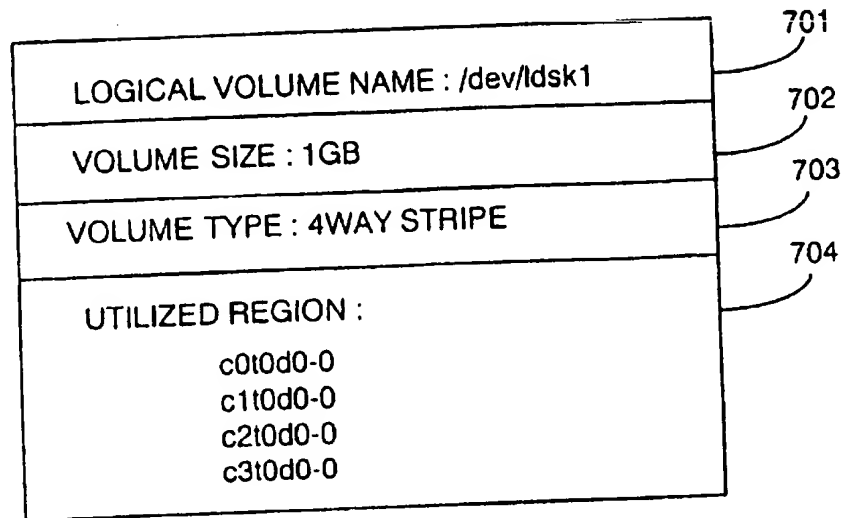 701
LOGICAL VOLUME NAME : /dev/ldsk1
702
VOLUME SIZE : 1GB
703
VOLUME TYPE : 4WAY STRIPE
704
UTILIZED REGION :
c0t0d0-0
c1t0d0-0
c2t0d0-0
c3t0d0-0